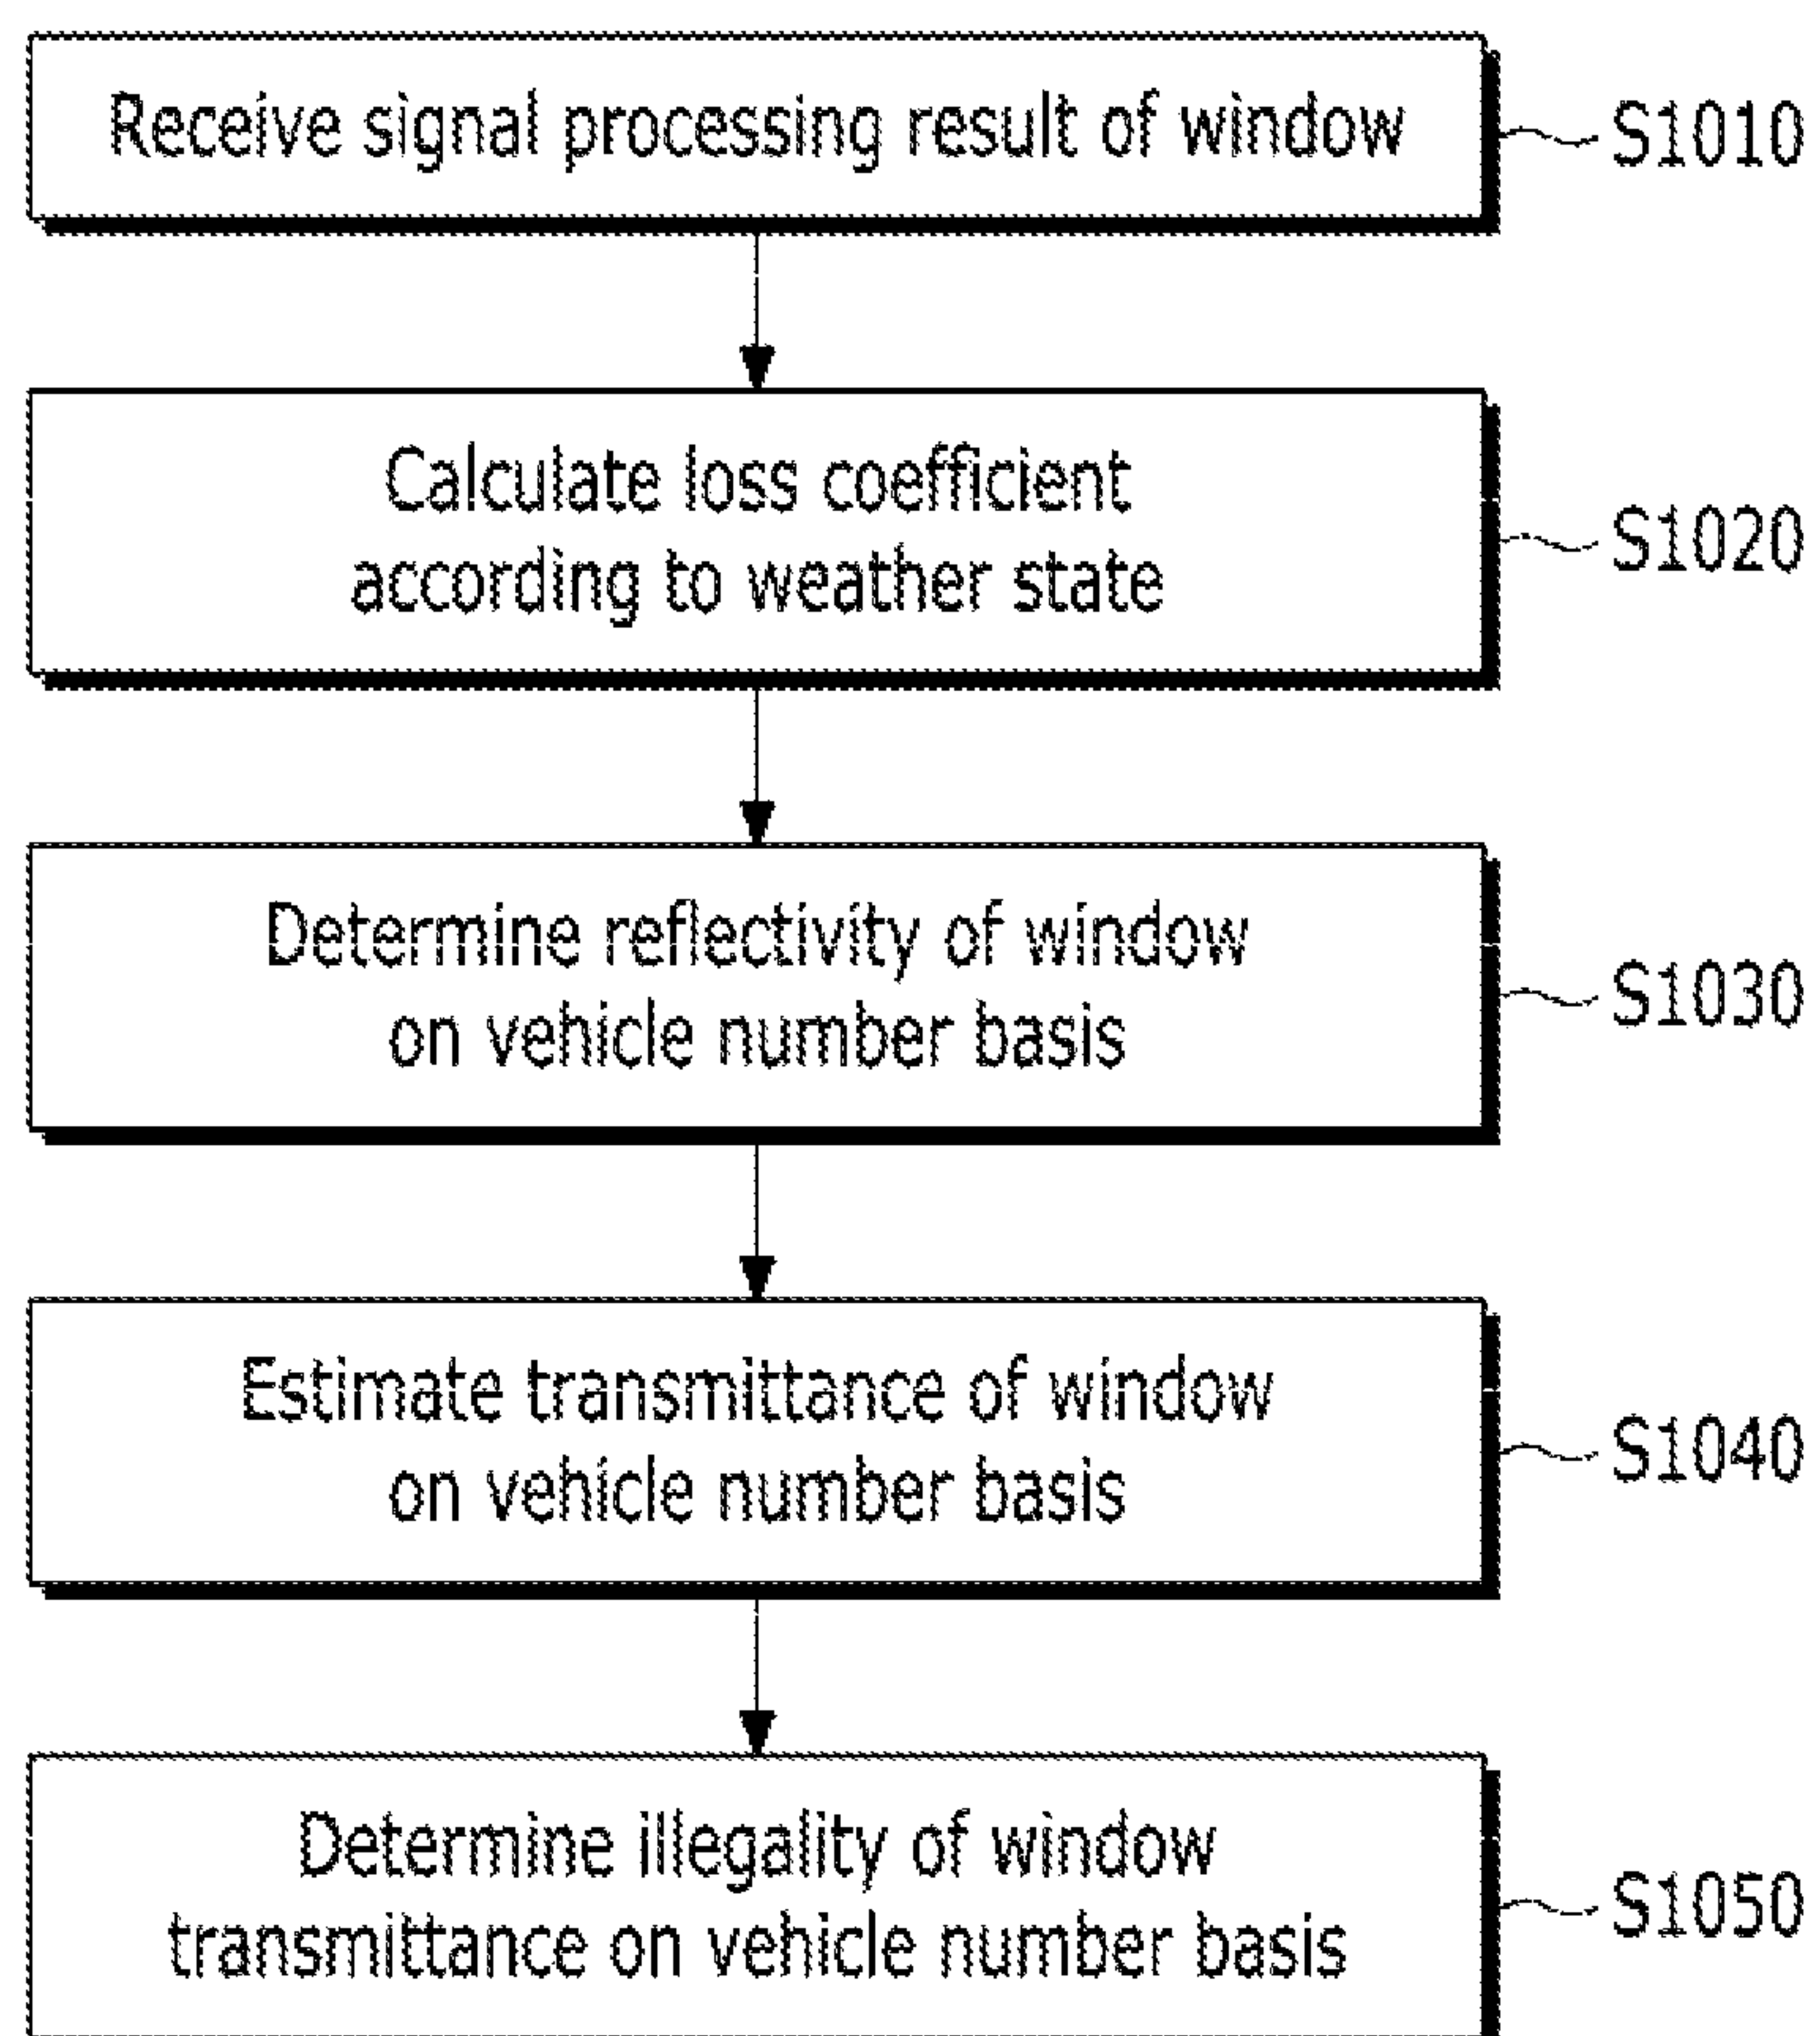 Receive signal processing result of window
S1010
Calculate loss coefficient
according to weather state
S1020
Determine reflectivity of window
on vehicle number basis
S1030
Estimate transmittance of window
on vehicle number basis
S1040
Determine illegality of window
transmittance on vehicle number basis
S1050